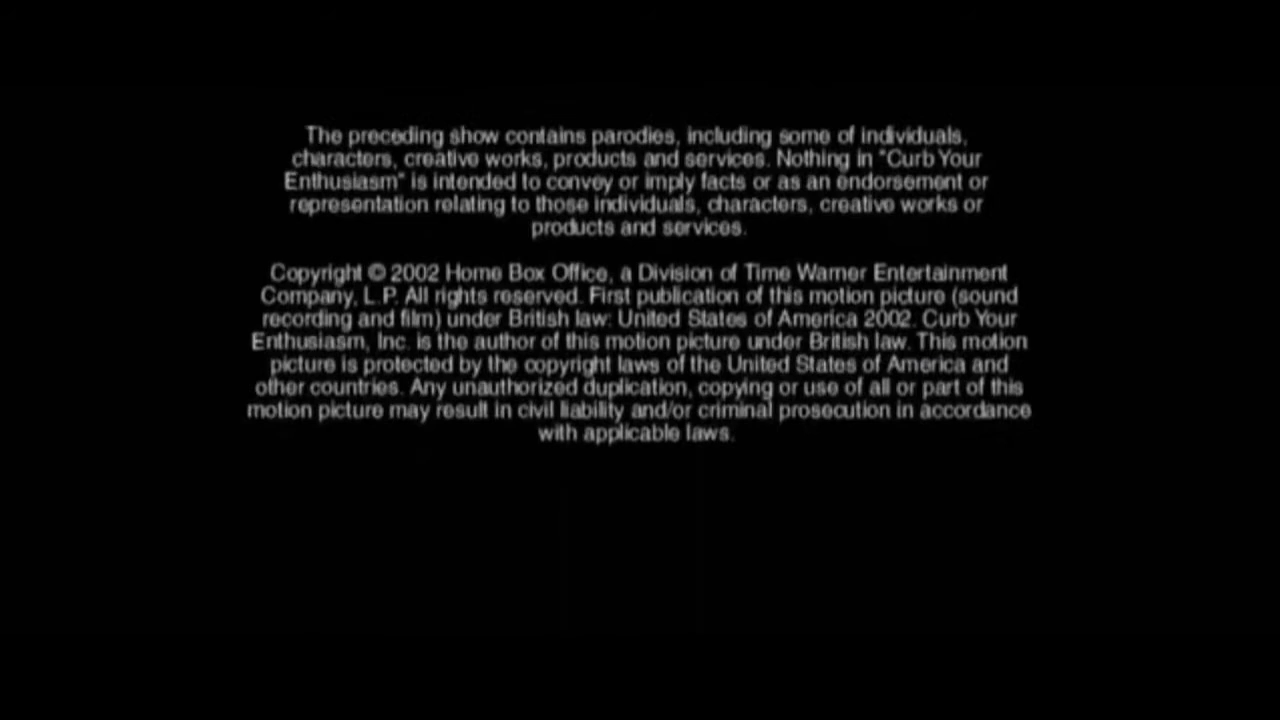 The preceding show contains parodies, including some of individuals,
characters, creative works, products and services. Nothing in "Curb Your
Enthusiasm" is intended to convey or imply facts or as an endorsement or
representation relating to those individuals, characters, creative works or
products and services.
Copyright © 2002 Home Box Office, a Division of Time Warner Entertainment
Company, L.P. All rights reserved. First publication of this motion picture (sound
recording and film) under British law: United States of America 2002. Curb Your
Enthusiasm, Inc. is the author of this motion picture under British law. This motion
picture is protected by the copyright laws of the United States of America and
other countries. Any unauthorized duplication, copying or use of all or part of this
motion picture may result in civil liability and/or criminal prosecution in accordance
with applicable laws.